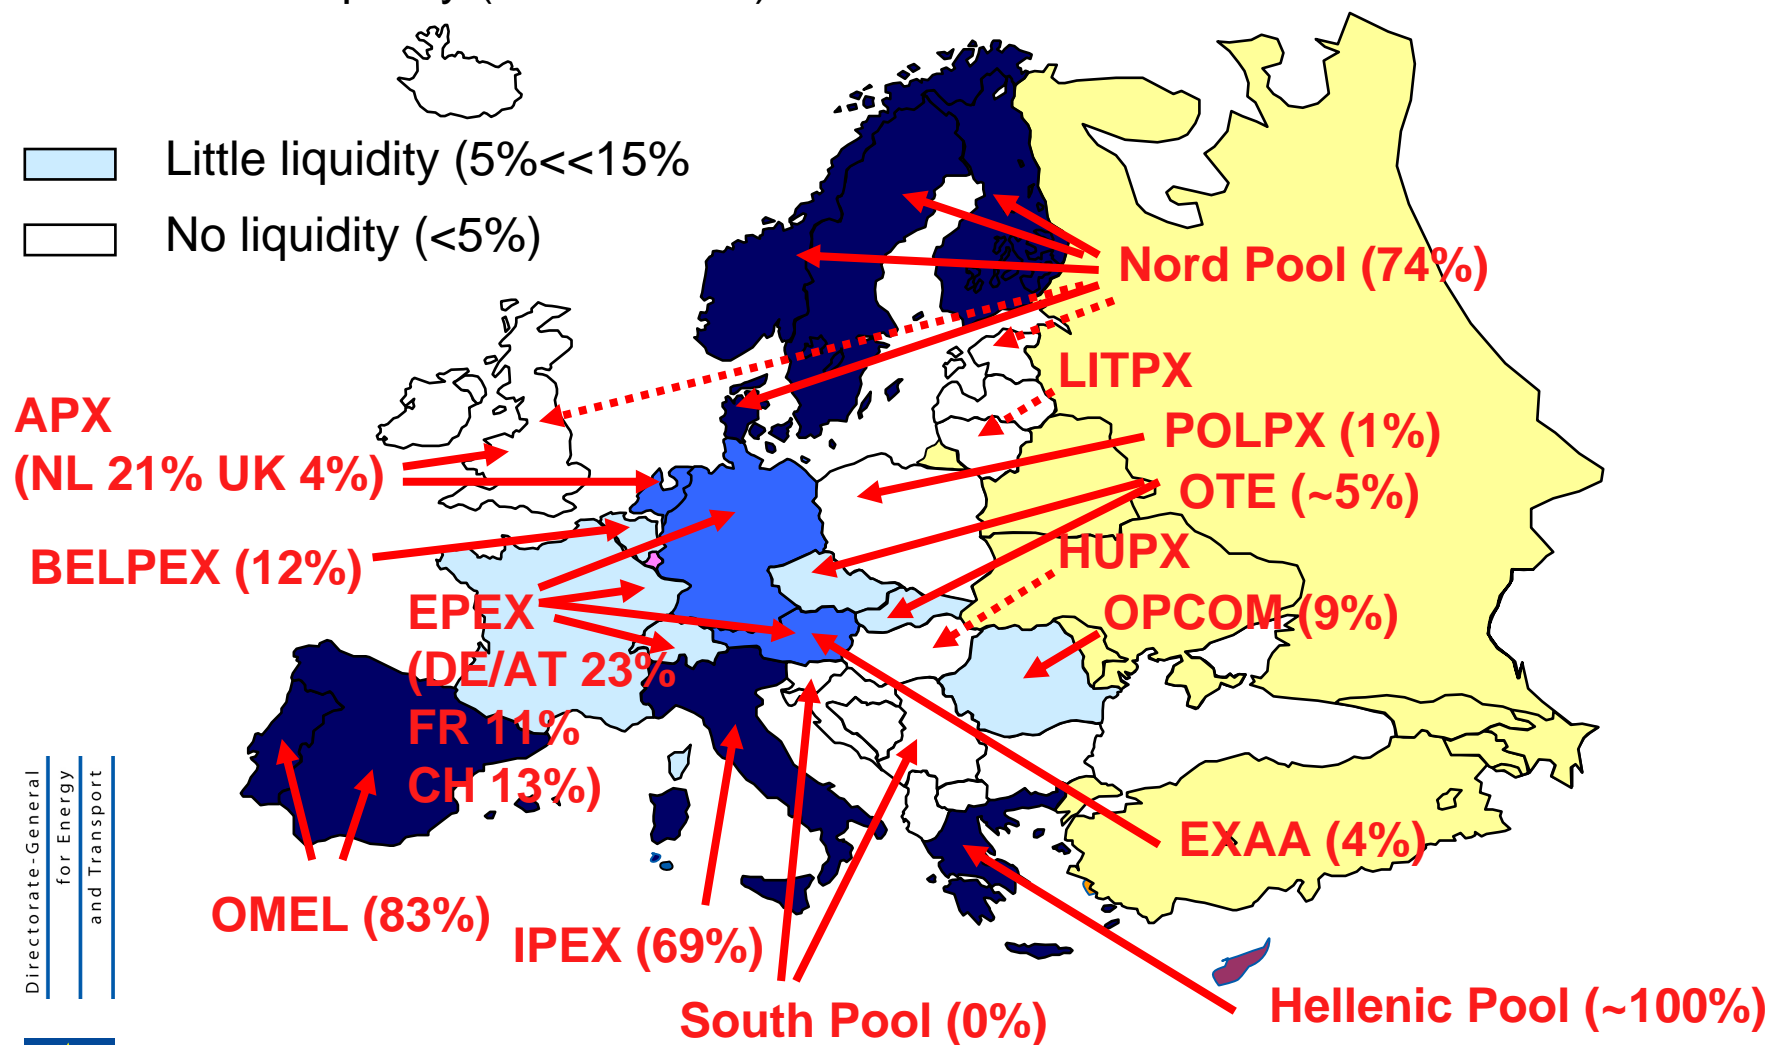 Little liquidity (5%<<15%
No liquidity (<5%)
Nord Pool (74%)
LITPX
APX
(NL 21% UK 4%)
POLPX (1%)
OTE (~5%)
BELPEX (12%)
HUPX
EPEX
(DE/AT 23%
FR 11%
CH 13%)
OPCOM (9%)
EXAA (4%)
OMEL (83%)
IPEX (69%)
South Pool (0%)
Hellenic Pool (~100%)
Directorate-General
for Energy
and Transport